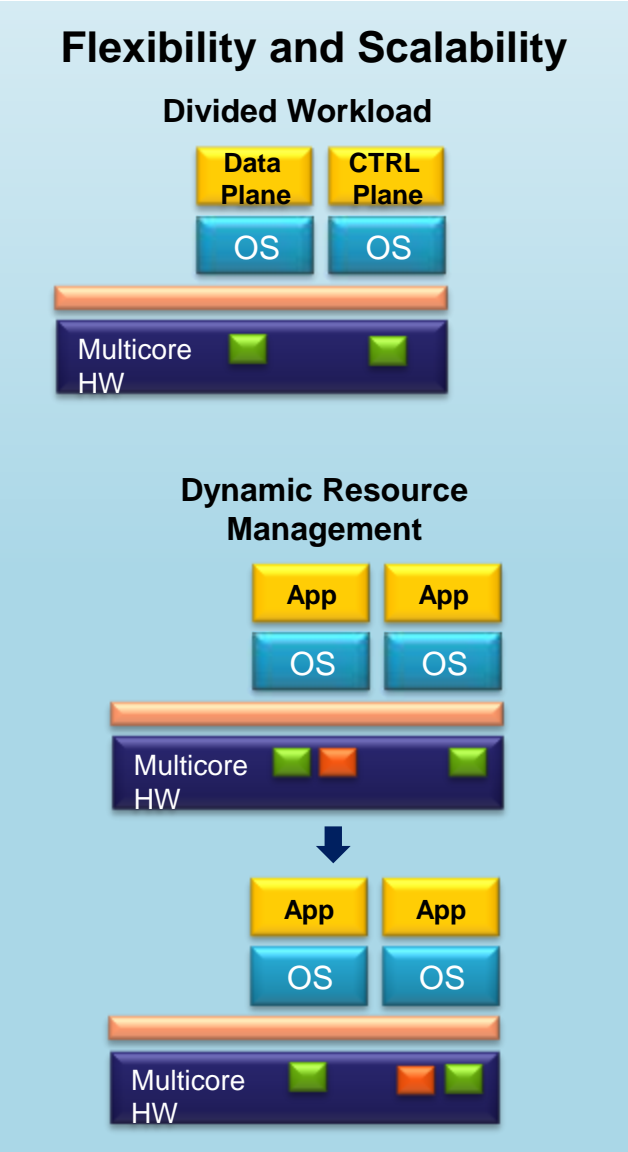 Flexibility and Scalability
Divided Workload
Data
Plane
CTRL
Plane
OS
OS
Multicore
HW
Dynamic Resource
Management
App
App
OS
OS
Multicore
HW
App
App
OS
OS
Multicore
HW